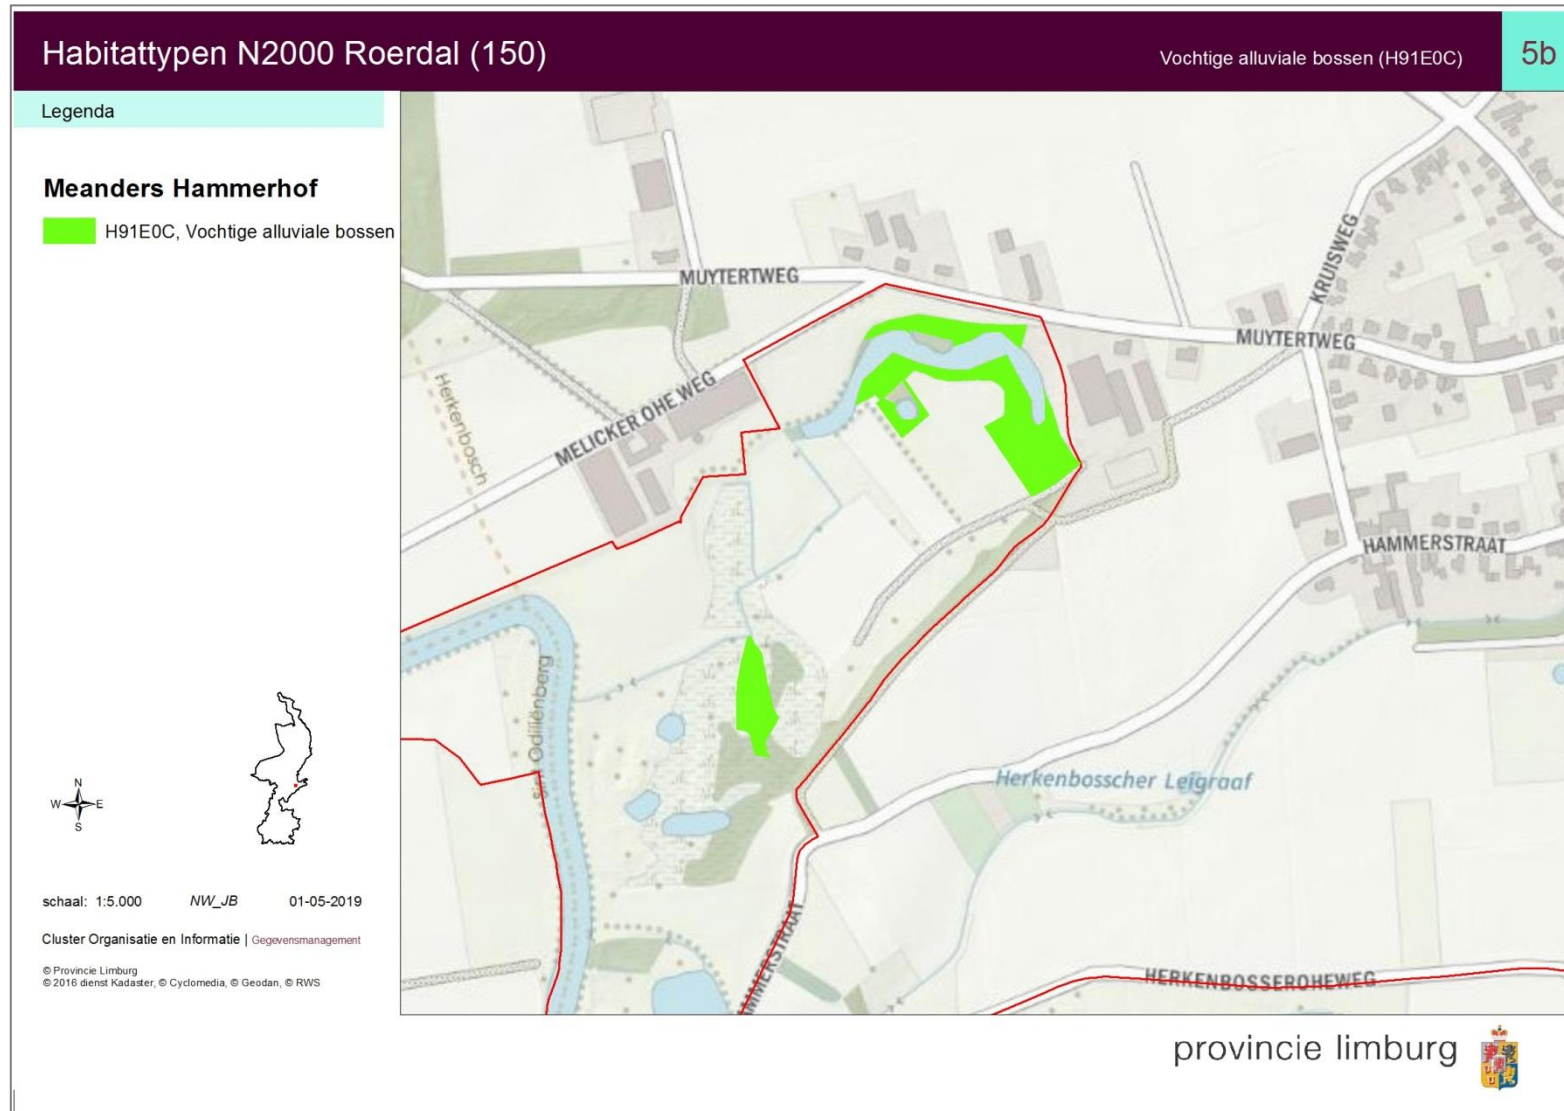 Habitattypen N2000 Roerdal (150)
Vochtige alluviale bossen (H91E0C)
5b
Legenda
Meanders Hammerhof
H91E0C, Vochtige alluviale bossen
N
W
E
S
schaal: 1:5.000
NW_JB
01-05-2019
Cluster Organisatie en Informatie | Gegevensmanagement
© Provincie Limburg
© 2016 dienst Kadaster, © Cyclomedia, © Geodan, © RWS
MUYTERTWEG
KRUISWEG
MUYTERTWEG
MELICKER OHE WEG
Herkenbosch
HAMMERSTRAAT
Sint Odiliënberg
Herkenbosscher Leigraaf
AMMERSTRAAT
HERKENBOSSEROHEWEG
provincie limburg